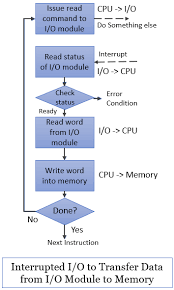 Issue read
command to
I/O module
CPU -> I/O
Do Something else
Read status
of I/O module
Interrupt
I/O -> CPU
Check
status
Error
Condition
Ready
Read word
from I/O
module
I/O -> CPU
Write word
into memory
CPU -> Memory
No
Done?
Yes
Next Instruction
Interrupted I/O to Transfer Data
from I/O Module to Memory